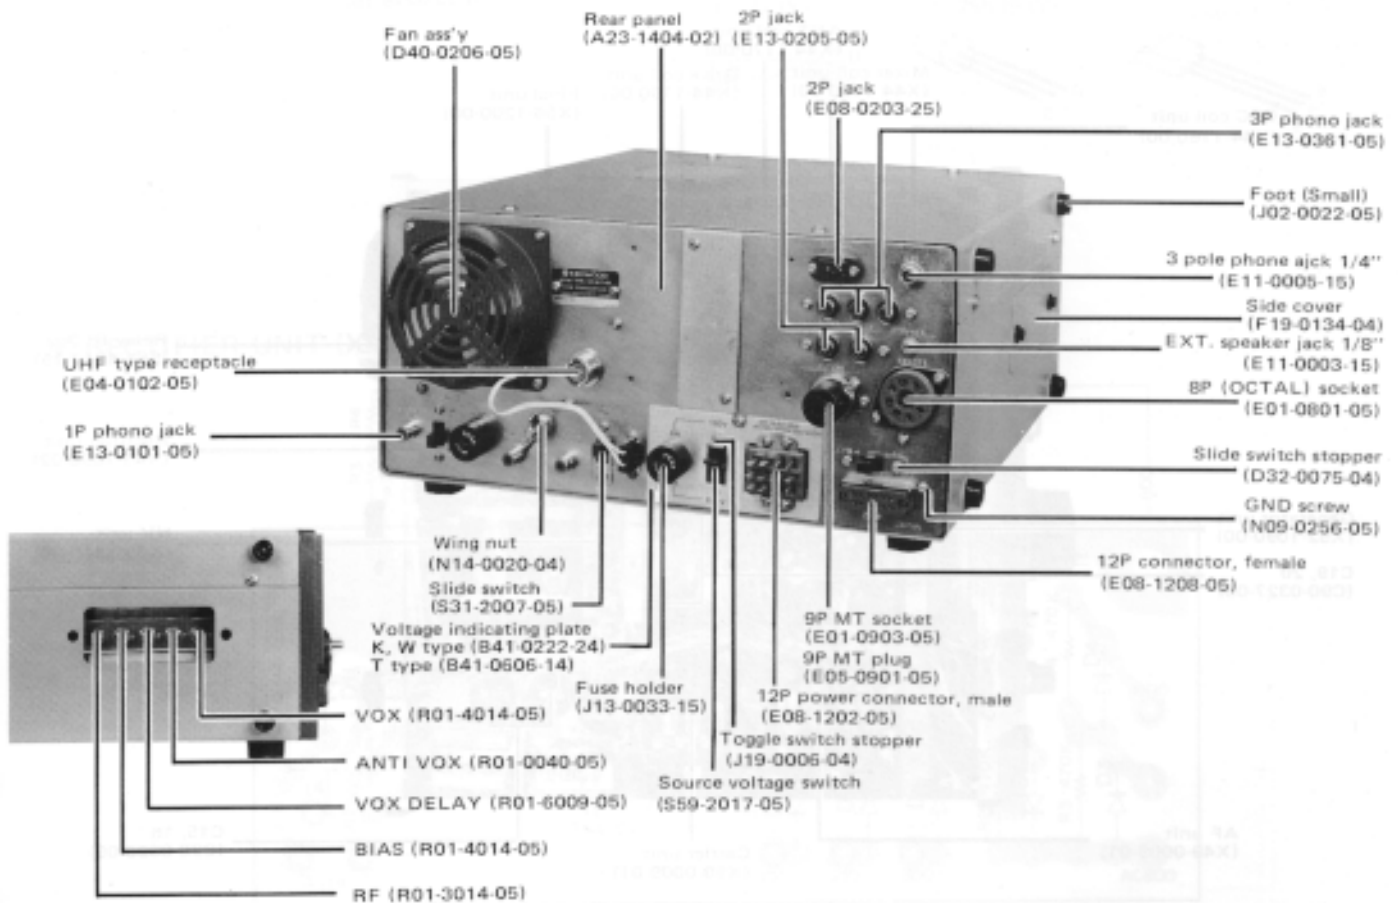 Fan ass'y
(D40-0206-05)
Rear panel
(A23-1404-02)
2P jack
(E13-0205-05)
2P jack
(E08-0203-25)
3P phono jack
(E13-0361-05)
Foot (Small)
(J02-0022-05)
3 pole phone ajck 1/4"
(E11-0005-15)
Side cover
(F19-0134-04)
EXT. speaker jack 1/8"
(E11-0003-15)
8P (OCTAL) socket
(E01-0801-05)
Slide switch stopper
(D32-0075-04)
GND screw
(N09-0256-05)
12P connector, female
(E08-1208-05)
UHF type receptacle
(E04-0102-05)
1P phono jack
(E13-0101-05)
Wing nut
(N14-0020-04)
Slide switch
(S31-2007-05)
Voltage indicating plate
K, W type (B41-0222-24)
T type (B41-0606-14)
Fuse holder
(J13-0033-15)
9P MT socket
(E01-0903-05)
9P MT plug
(E05-0901-05)
12P power connector, male
(E08-1202-05)
Toggle switch stopper
(J19-0006-04)
Source voltage switch
(S59-2017-05)
VOX (R01-4014-05)
ANTI VOX (R01-0040-05)
VOX DELAY (R01-6009-05)
BIAS (R01-4014-05)
RF (R01-3014-05)